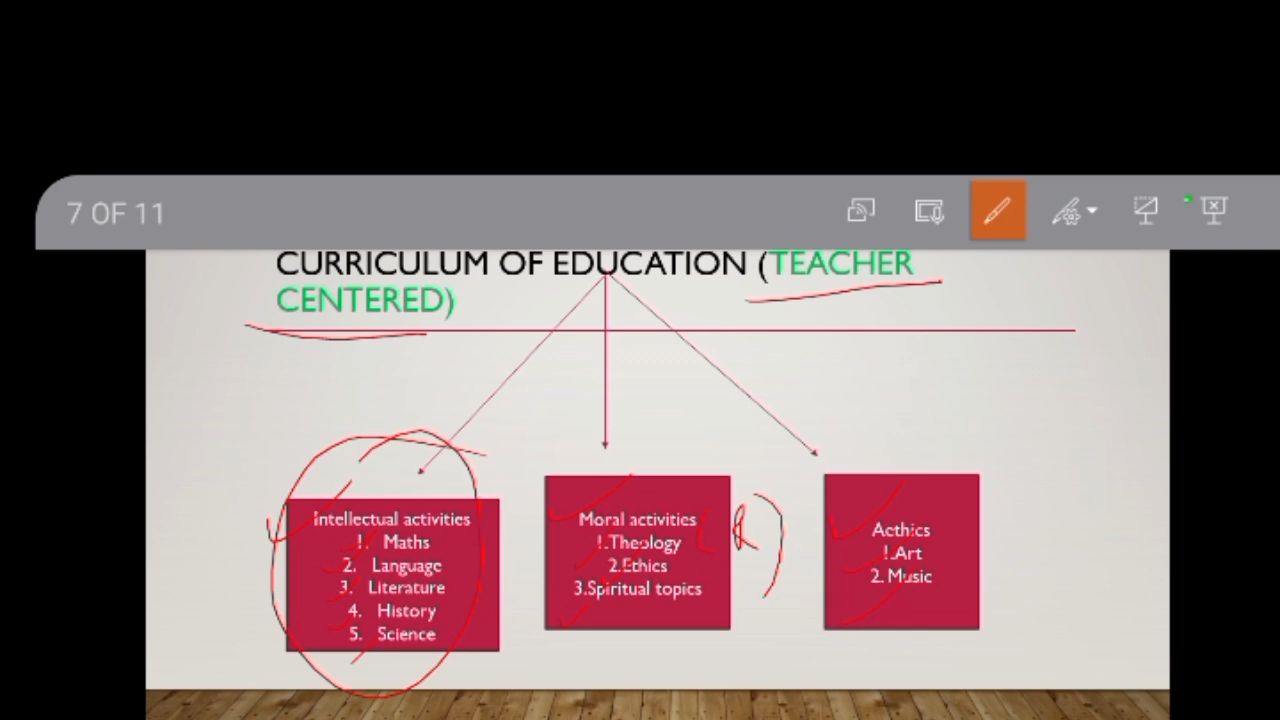 7 OF 11
CURRICULUM OF EDUCATION (TEACHER
CENTERED)
Intellectual activities
1. Maths
2. Language
3. Literature
4. History
5. Science
Moral activities
1.Theology
2.Ethics
3.Spiritual topics
(R)
Aethics
1.Art
2. Music